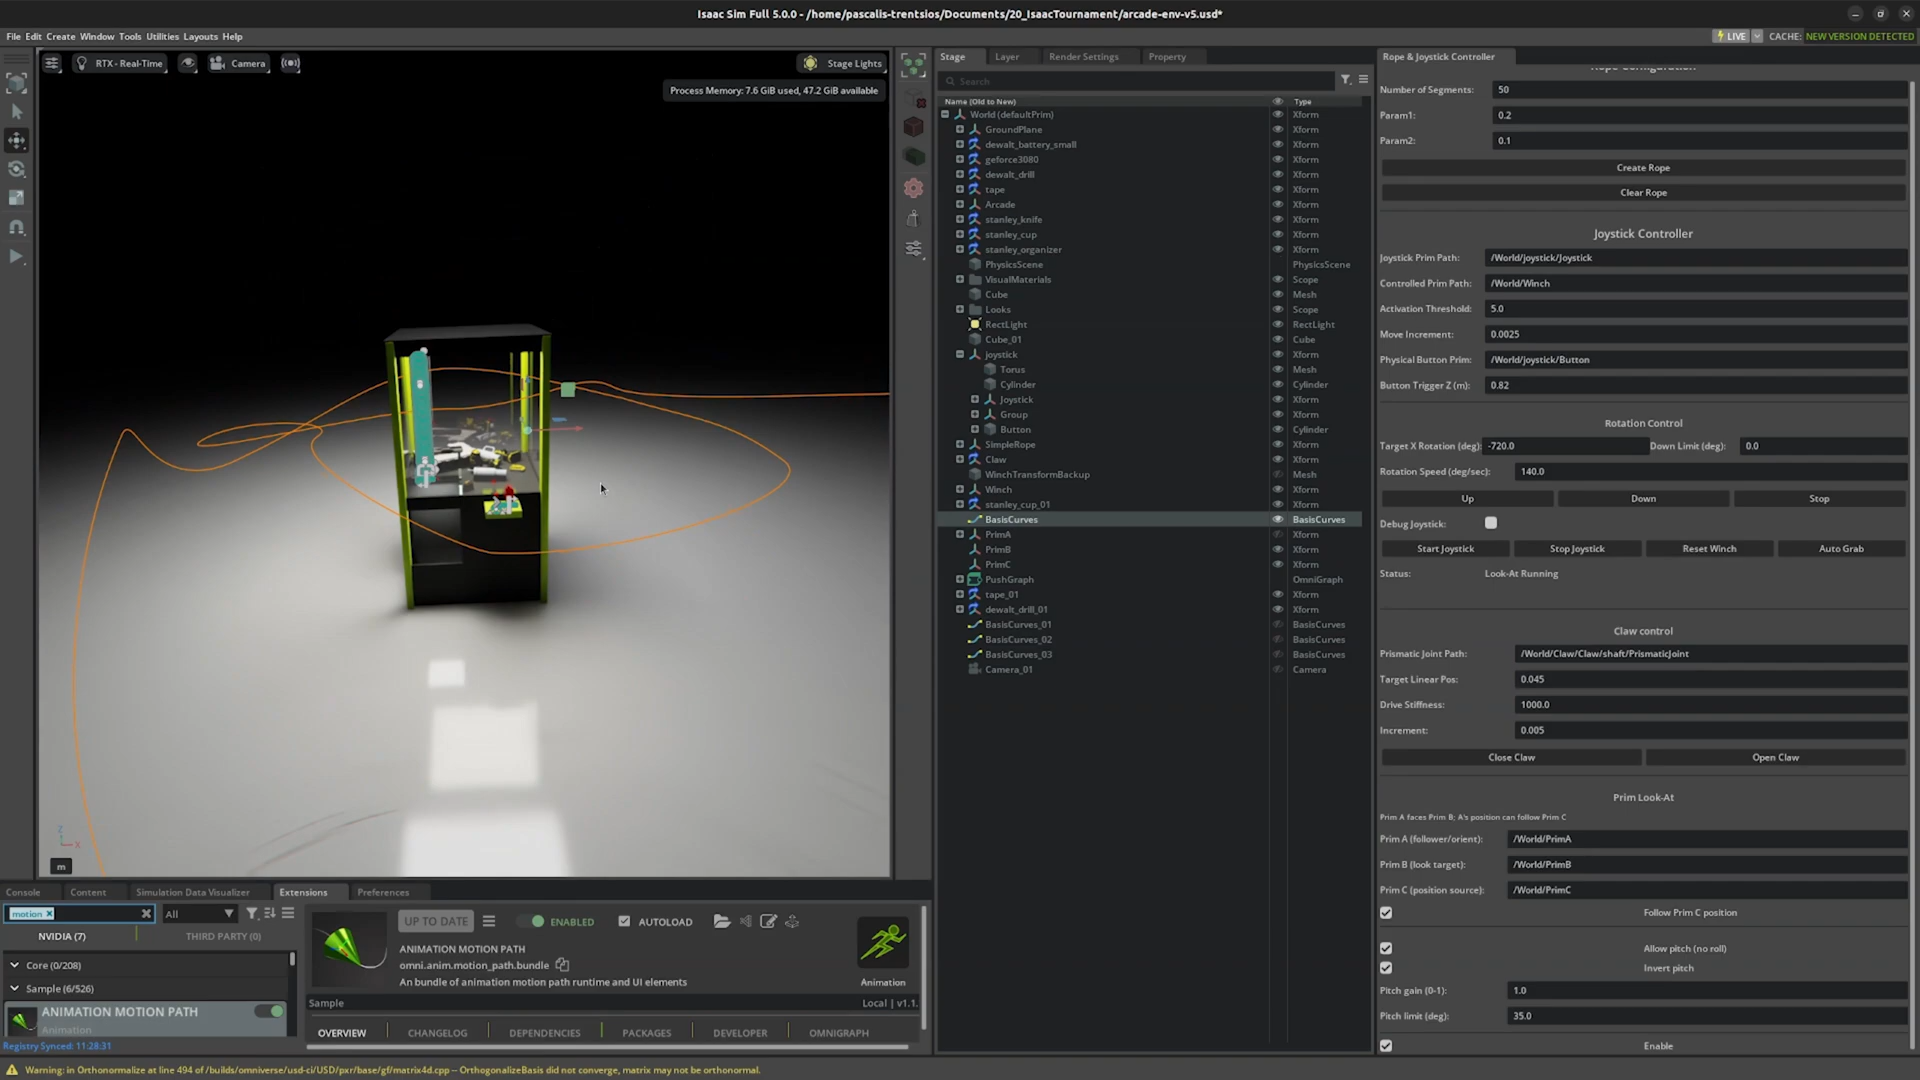 Isaac Sim Full 5.0.0 - /home/pascalis-trentsios/Documents/20_IsaacTournament/arcade-env-v5.usd*
File Edit Create Window Tools Utilities Layouts Help
LIVE
CACHE: NEW VERSION DETECTED
RTX - Real-Time
Camera
Stage Lights
Process Memory: 7.6 GiB used, 47.2 GiB available
Z
X
m
Stage Layer Render Settings Property
Search
Name (Old to New) Type
World (defaultPrim) Xform
GroundPlane Xform
dewalt_battery_small Xform
geforce3080 Xform
dewalt_drill Xform
tape Xform
Arcade Xform
stanley_knife Xform
stanley_cup Xform
stanley_organizer Xform
PhysicsScene PhysicsScene
VisualMaterials Scope
Cube Mesh
Looks Scope
RectLight RectLight
Cube_01 Cube
joystick Xform
Torus Mesh
Cylinder Cylinder
Joystick Xform
Group Xform
Button Cylinder
SimpleRope Xform
Claw Xform
WinchTransformBackup Mesh
Winch Xform
stanley_cup_01 Xform
BasisCurves BasisCurves
PrimA Xform
PrimB Xform
PrimC Xform
PushGraph OmniGraph
tape_01 Xform
dewalt_drill_01 Xform
BasisCurves_01 BasisCurves
BasisCurves_02 BasisCurves
BasisCurves_03 BasisCurves
Camera_01 Camera
Rope & Joystick Controller
Rope Configuration
Number of Segments: 50
Param1: 0.2
Param2: 0.1
Create Rope
Clear Rope
Joystick Controller
Joystick Prim Path: /World/joystick/Joystick
Controlled Prim Path: /World/Winch
Activation Threshold: 5.0
Move Increment: 0.0025
Physical Button Prim: /World/joystick/Button
Button Trigger Z (m): 0.82
Rotation Control
Target X Rotation (deg): -720.0 Down Limit (deg): 0.0
Rotation Speed (deg/sec): 140.0
Up Down Stop
Debug Joystick:
Start Joystick Stop Joystick Reset Winch Auto Grab
Status: Look-At Running
Claw control
Prismatic Joint Path: /World/Claw/Claw/shaft/PrismaticJoint
Target Linear Pos: 0.045
Drive Stiffness: 1000.0
Increment: 0.005
Close Claw Open Claw
Prim Look-At
Prim A faces Prim B; A's position can follow Prim C
Prim A (follower/orient): /World/PrimA
Prim B (look target): /World/PrimB
Prim C (position source): /World/PrimC
Follow Prim C position
Allow pitch (no roll)
Invert pitch
Pitch gain (0-1): 1.0
Pitch limit (deg): 35.0
Enable
Console Content Simulation Data Visualizer Extensions Preferences
motion All
NVIDIA (7) THIRD PARTY (0)
Core (0/208)
Sample (6/526)
ANIMATION MOTION PATH
Animation
Registry Synced: 11:28:31
UP TO DATE ENABLED AUTOLOAD
ANIMATION MOTION PATH
omni.anim.motion_path.bundle
An bundle of animation motion path runtime and UI elements
Animation
Sample Local | v1.1.
OVERVIEW CHANGELOG DEPENDENCIES PACKAGES DEVELOPER OMNIGRAPH
Warning: in Orthonormalize at line 494 of /builds/omniverse/usd-ci/USD/pxr/base/gf/matrix4d.cpp -- OrthogonalizeBasis did not converge, matrix may not be orthonormal.